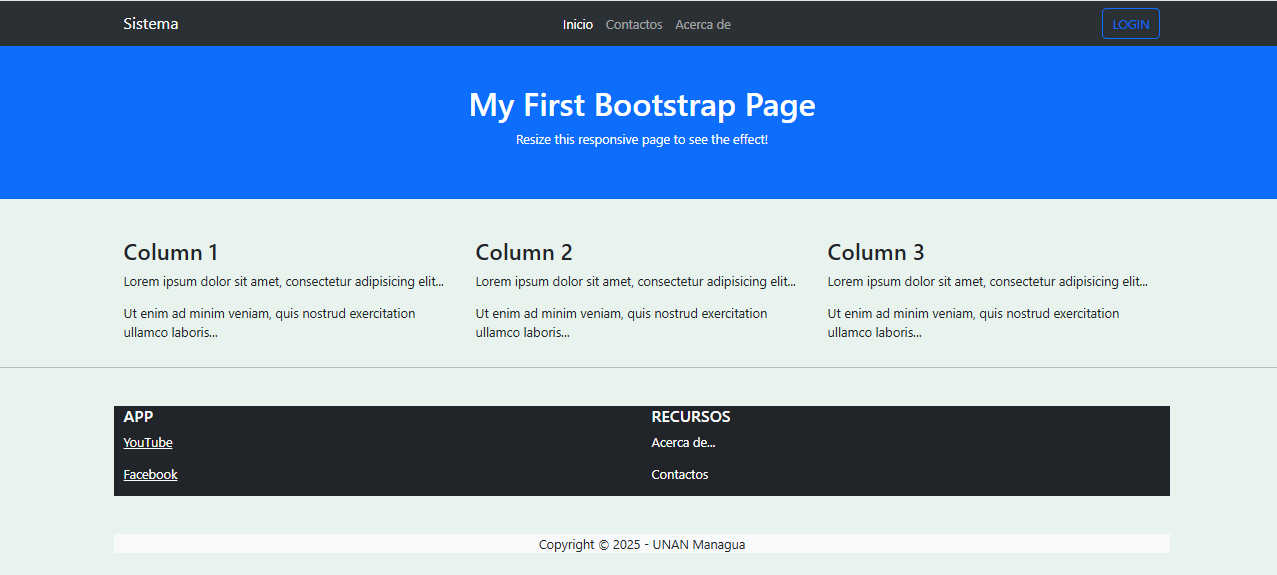 Sistema
Inicio Contactos Acerca de
LOGIN
My First Bootstrap Page
Resize this responsive page to see the effect!
Column 1
Lorem ipsum dolor sit amet, consectetur adipisicing elit...
Ut enim ad minim veniam, quis nostrud exercitation
ullamco laboris...
Column 2
Lorem ipsum dolor sit amet, consectetur adipisicing elit...
Ut enim ad minim veniam, quis nostrud exercitation
ullamco laboris...
Column 3
Lorem ipsum dolor sit amet, consectetur adipisicing elit...
Ut enim ad minim veniam, quis nostrud exercitation
ullamco laboris...
APP
YouTube
Facebook
RECURSOS
Acerca de...
Contactos
Copyright © 2025 - UNAN Managua